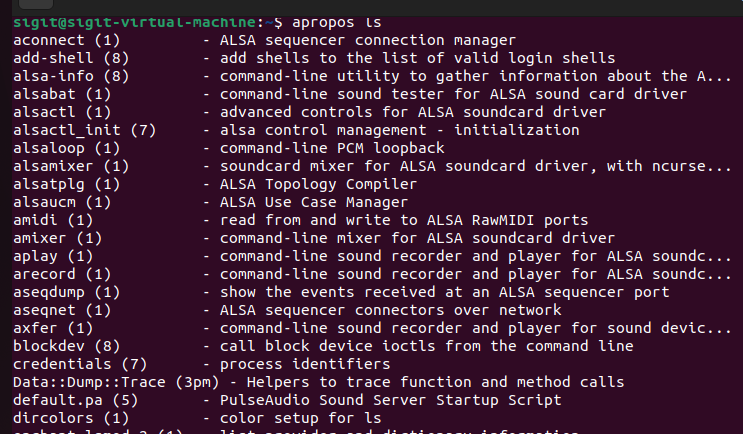 sigit@sigit-virtual-machine:~$ apropos ls
aconnect (1)         - ALSA sequencer connection manager
add-shell (8)        - add shells to the list of valid login shells
alsa-info (8)        - command-line utility to gather information about the A...
alsabat (1)          - command-line sound tester for ALSA sound card driver
alsactl (1)          - advanced controls for ALSA soundcard driver
alsactl_init (7)     - alsa control management - initialization
alsaloop (1)         - command-line PCM loopback
alsamixer (1)        - soundcard mixer for ALSA soundcard driver, with ncurse...
alsatplg (1)         - ALSA Topology Compiler
alsaucm (1)          - ALSA Use Case Manager
amidi (1)            - read from and write to ALSA RawMIDI ports
amixer (1)           - command-line mixer for ALSA soundcard driver
aplay (1)            - command-line sound recorder and player for ALSA soundc...
arecord (1)          - command-line sound recorder and player for ALSA soundc...
aseqdump (1)         - show the events received at an ALSA sequencer port
aseqnet (1)          - ALSA sequencer connectors over network
axfer (1)            - command-line sound recorder and player for sound devic...
blockdev (8)         - call block device ioctls from the command line
credentials (7)      - process identifiers
Data::Dump::Trace (3pm) - Helpers to trace function and method calls
default.pa (5)       - PulseAudio Sound Server Startup Script
dircolors (1)        - color setup for ls